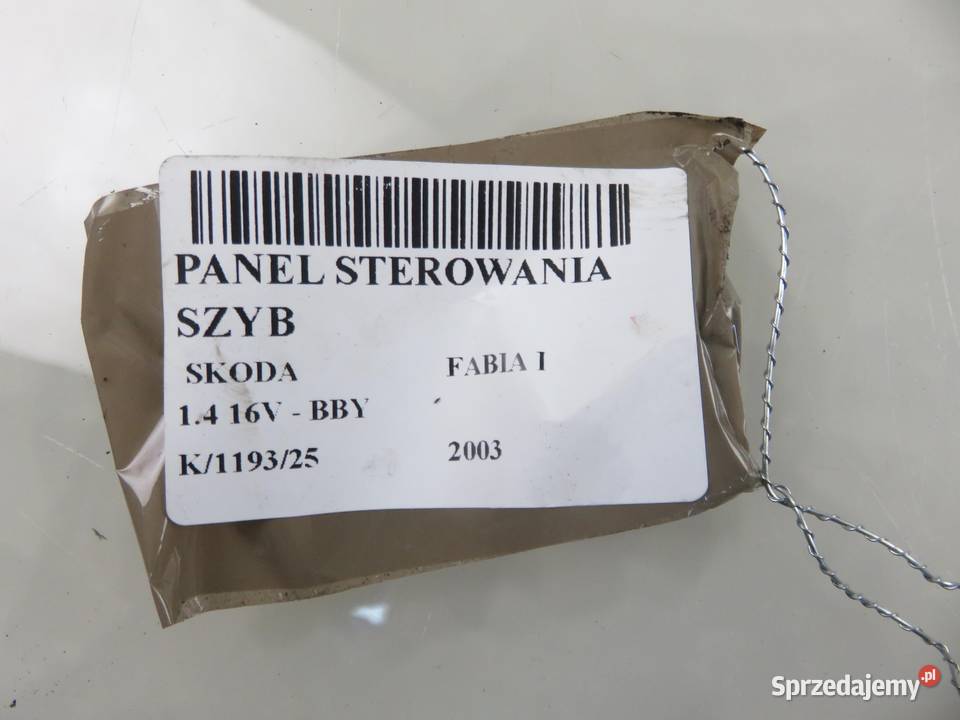 PANEL STEROWANIA
SZYB
SKODA FABIA I
1.4 16V - BBY
K/1193/25 2003
Sprzedajemy.pl